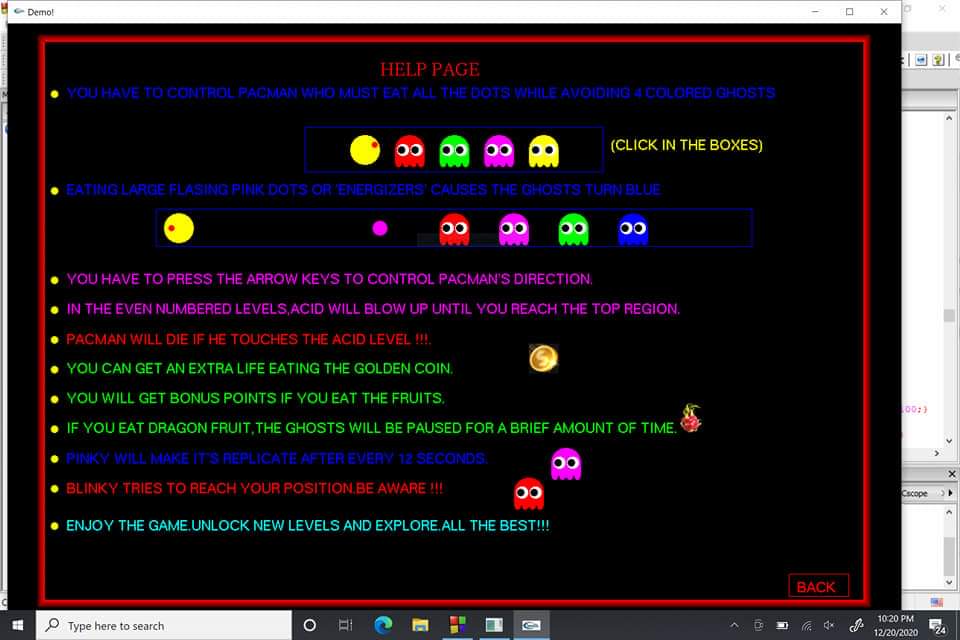 Demo!
HELP PAGE
YOU HAVE TO CONTROL PACMAN WHO MUST EAT ALL THE DOTS WHILE AVOIDING 4 COLORED GHOSTS
(CLICK IN THE BOXES)
EATING LARGE FLASING PINK DOTS OR 'ENERGIZERS' CAUSES THE GHOSTS TURN BLUE
YOU HAVE TO PRESS THE ARROW KEYS TO CONTROL PACMAN'S DIRECTION.
IN THE EVEN NUMBERED LEVELS,ACID WILL BLOW UP UNTIL YOU REACH THE TOP REGION.
PACMAN WILL DIE IF HE TOUCHES THE ACID LEVEL !!!.
YOU CAN GET AN EXTRA LIFE EATING THE GOLDEN COIN.
YOU WILL GET BONUS POINTS IF YOU EAT THE FRUITS.
IF YOU EAT DRAGON FRUIT,THE GHOSTS WILL BE PAUSED FOR A BRIEF AMOUNT OF TIME.
PINKY WILL MAKE IT'S REPLICATE AFTER EVERY 12 SECONDS.
BLINKY TRIES TO REACH YOUR POSITION.BE AWARE !!!
ENJOY THE GAME.UNLOCK NEW LEVELS AND EXPLORE.ALL THE BEST!!!
BACK
Cscope
Type here to search
10:20 PM
12/20/2020
24